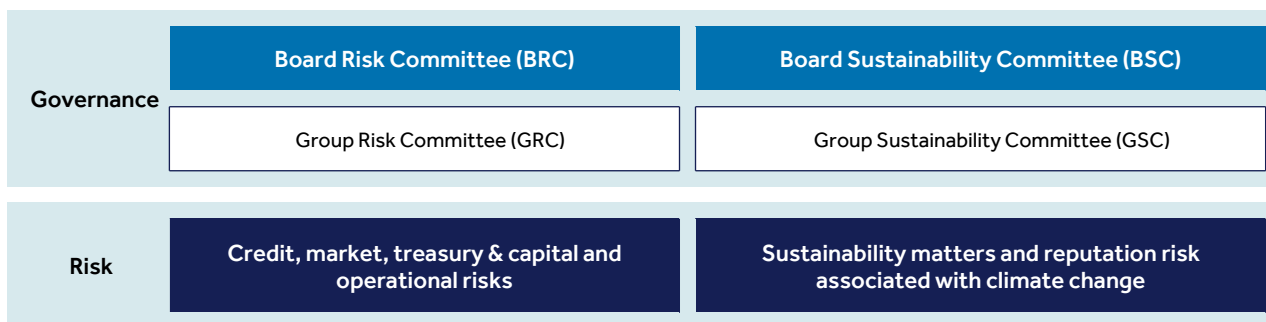 Governance
Board Risk Committee (BRC)
Board Sustainability Committee (BSC)
Group Risk Committee (GRC)
Group Sustainability Committee (GSC)
Risk
Credit, market, treasury & capital and
operational risks
Sustainability matters and reputation risk
associated with climate change